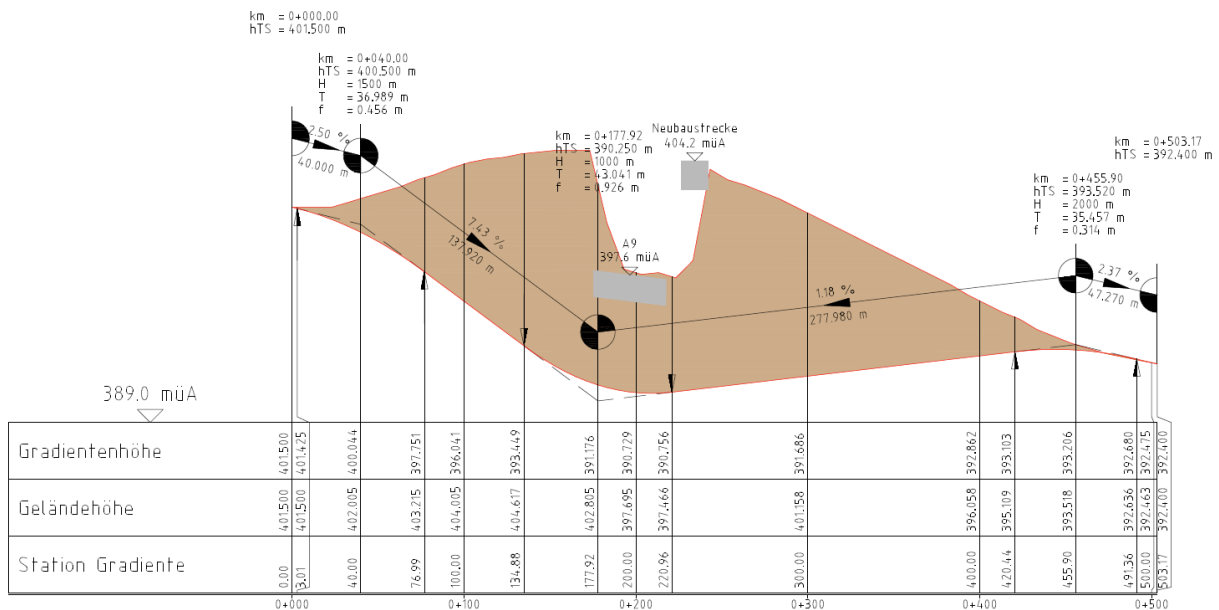 km = 0+000.00
hTS = 401.500 m
km = 0+040.00
hTS = 400.500 m
H = 1500 m
T = 36.989 m
f = 0.456 m
2.50 %
40.000 m
7.43 %
137.920 m
km = 0+177.92
hTS = 390.250 m
H = 1000 m
T = 43.041 m
f = 0.926 m
Neubaustrecke
404.2 müA
A9
397.6 müA
km = 0+503.17
hTS = 392.400 m
km = 0+455.90
hTS = 393.520 m
H = 2000 m
T = 35.457 m
f = 0.314 m
1.18 %
277.980 m
2.37 %
47.270 m
389.0 müA
Gradientenhöhe 401.500 401.425 400.044 397.751 396.041 393.449 391.176 390.729 390.756 391.686 392.862 393.103 393.206 392.680 392.475 392.400
Geländehöhe 401.500 401.500 402.005 403.215 404.005 404.617 402.805 397.695 397.466 401.158 396.058 395.109 393.518 392.636 392.463 392.400
Station Gradiente 0.00 3.01 40.00 76.99 100.00 134.88 177.92 200.00 220.96 300.00 400.00 420.44 455.90 491.36 500.00 503.17
0+000 0+100 0+200 0+300 0+400 0+500